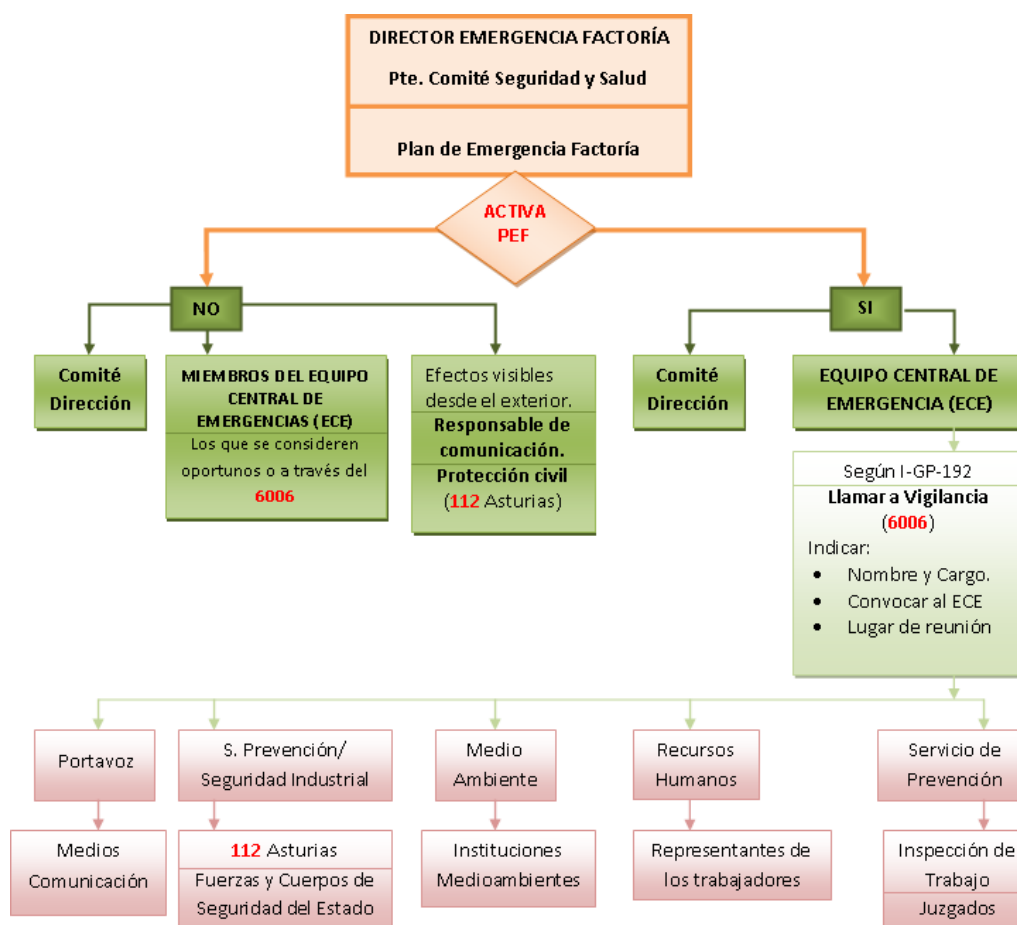 DIRECTOR EMERGENCIA FACTORÍA
Pte. Comité Seguridad y Salud
Plan de Emergencia Factoría
ACTIVA
PEF
NO
SI
Comité
Dirección
MIEMBROS DEL EQUIPO
CENTRAL DE
EMERGENCIAS (ECE)
Los que se consideren
oportunos o a través del
6006
Efectos visibles
desde el exterior.
Responsable de
comunicación.
Protección civil
(112 Asturias)
Comité
Dirección
EQUIPO CENTRAL DE
EMERGENCIA (ECE)
Según I-GP-192
Llamar a Vigilancia
(6006)
Indicar:
• Nombre y Cargo.
• Convocar al ECE
• Lugar de reunión
Portavoz
S. Prevención/
Seguridad Industrial
Medio
Ambiente
Recursos
Humanos
Servicio de
Prevención
Medios
Comunicación
112 Asturias
Fuerzas y Cuerpos de
Seguridad del Estado
Instituciones
Medioambientes
Representantes de
los trabajadores
Inspección de
Trabajo
Juzgados